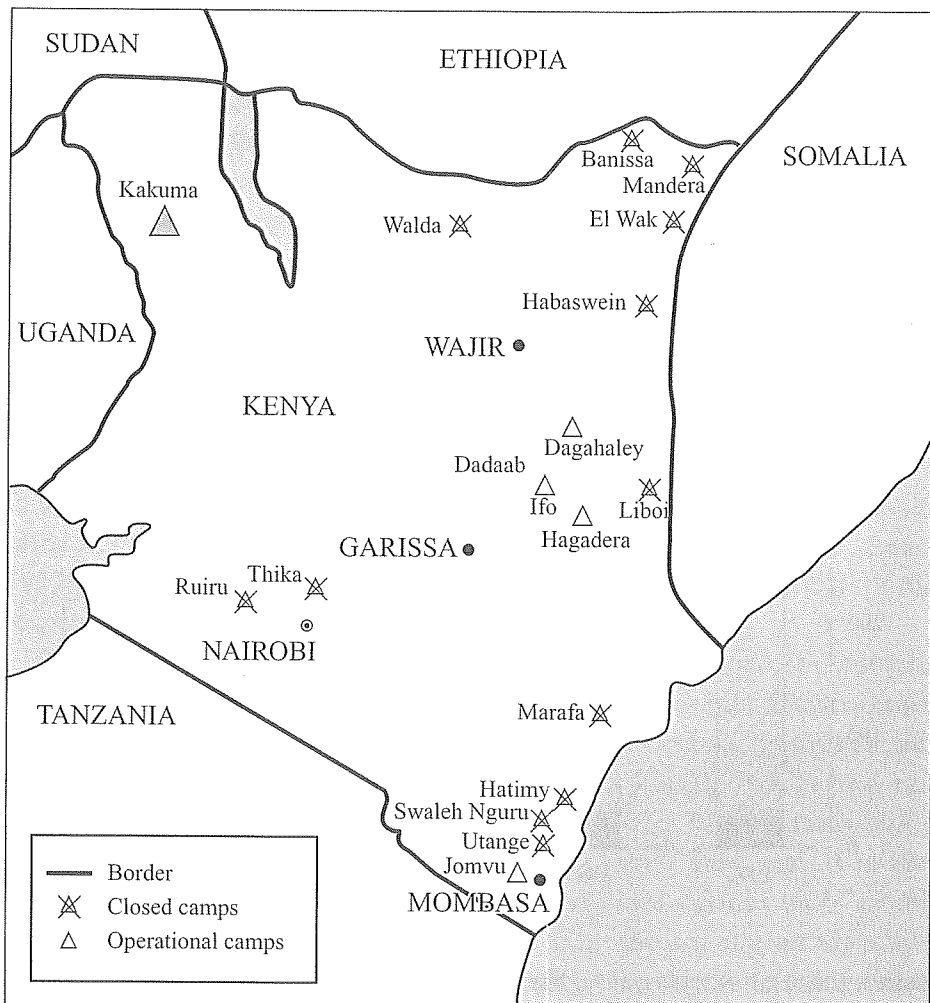 SUDAN
ETHIOPIA
SOMALIA
Banissa
Mandera
Kakuma
Walda
El Wak
Habaswein
UGANDA
WAJIR
KENYA
Dagahaley
Dadaab
Ifo
Liboi
Hagadera
GARISSA
Thika
Ruiru
NAIROBI
TANZANIA
Marafa
Hatimy
Swaleh Nguru
Utange
Jomvu
MOMBASA
Border
Closed camps
Operational camps